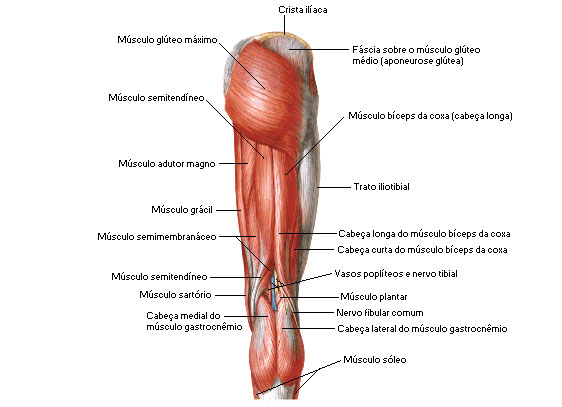 Crista ilíaca
Músculo glúteo máximo
Fáscia sobre o músculo glúteo
médio (aponeurose glútea)
Músculo semitendíneo
Músculo bíceps da coxa (cabeça longa)
Músculo adutor magno
Trato iliotibial
Músculo grácil
Músculo semimembranáceo
Cabeça longa do músculo bíceps da coxa
Cabeça curta do músculo bíceps da coxa
Músculo semitendíneo
Vasos poplíteos e nervo tibial
Músculo sartório
Músculo plantar
Cabeça medial do
músculo gastrocnêmio
Nervo fibular comum
Cabeça lateral do músculo gastrocnêmio
Músculo sóleo